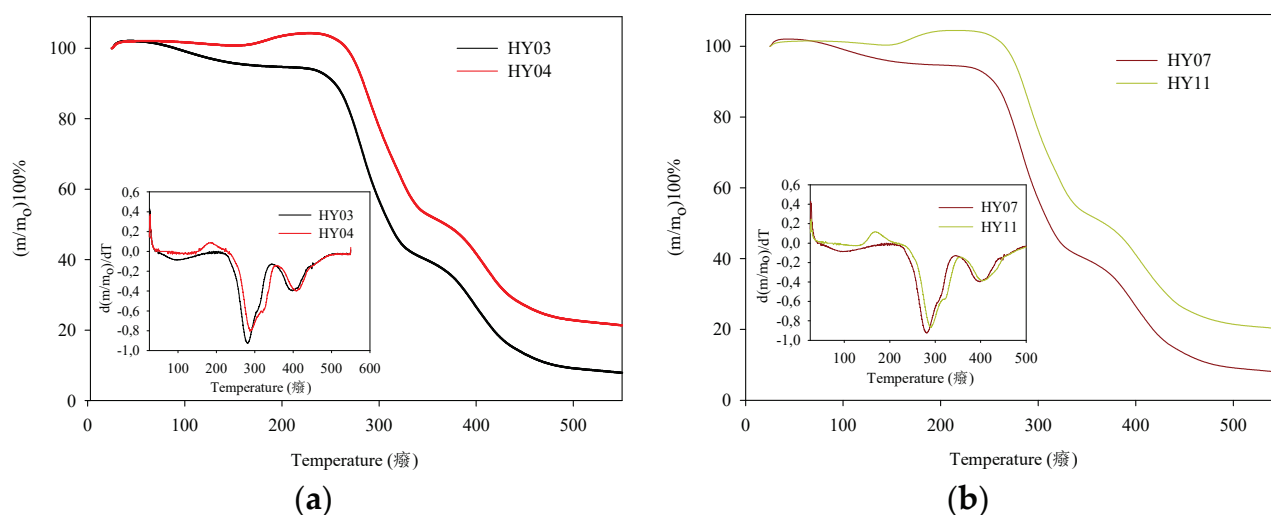 100
80
60
40
20
0
(m/mo)100%
HY03
HY04
0,6
0,4
0,2
0,0
-0,2
-0,4
-0,6
-0,8
-1,0
d(m/mo)/dT
HY03
HY04
100 200 300 400 500 600
Temperature (癈)
0 100 200 300 400 500
Temperature (癈)
(a)
100
80
60
40
20
0
(m/mo)100%
HY07
HY11
0,6
0,4
0,2
0,0
-0,2
-0,4
-0,6
-0,8
-1,0
d(m/mo)/dT
HY07
HY11
100 200 300 400 500
Temperature (癈)
0 100 200 300 400 500
Temperature (癈)
(b)